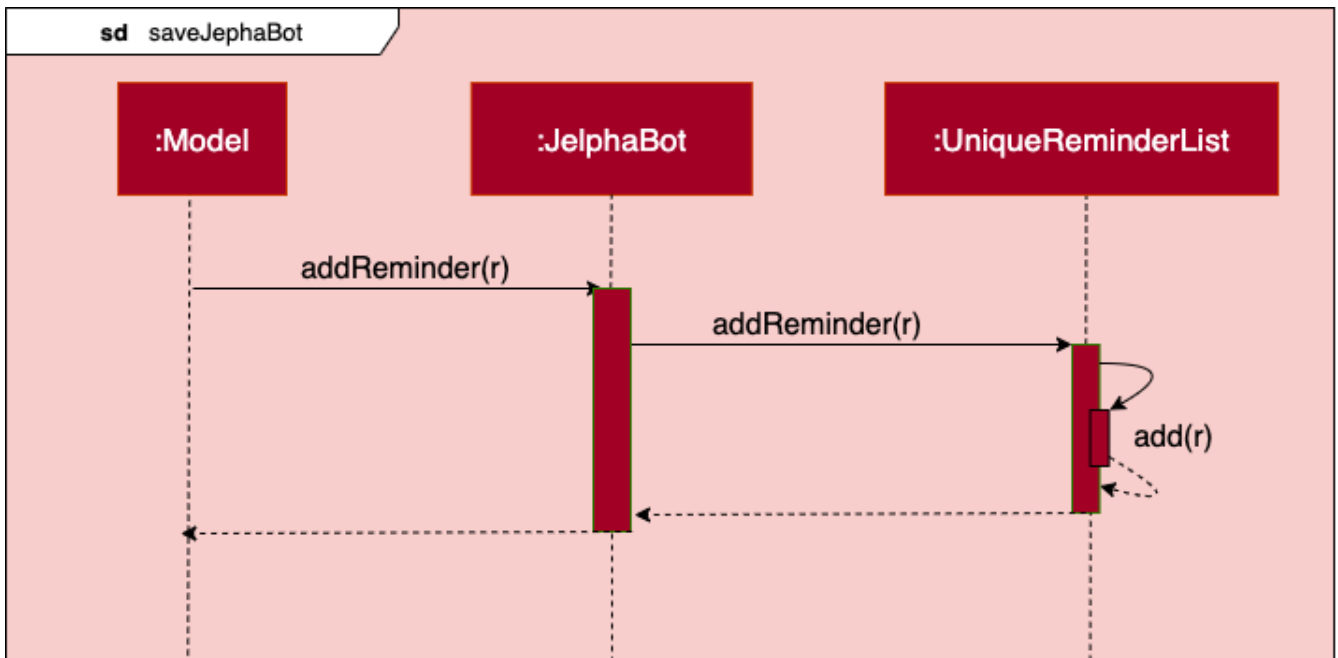 sd saveJephaBot
:Model
:JelphaBot
:UniqueReminderList
addReminder(r)
addReminder(r)
add(r)